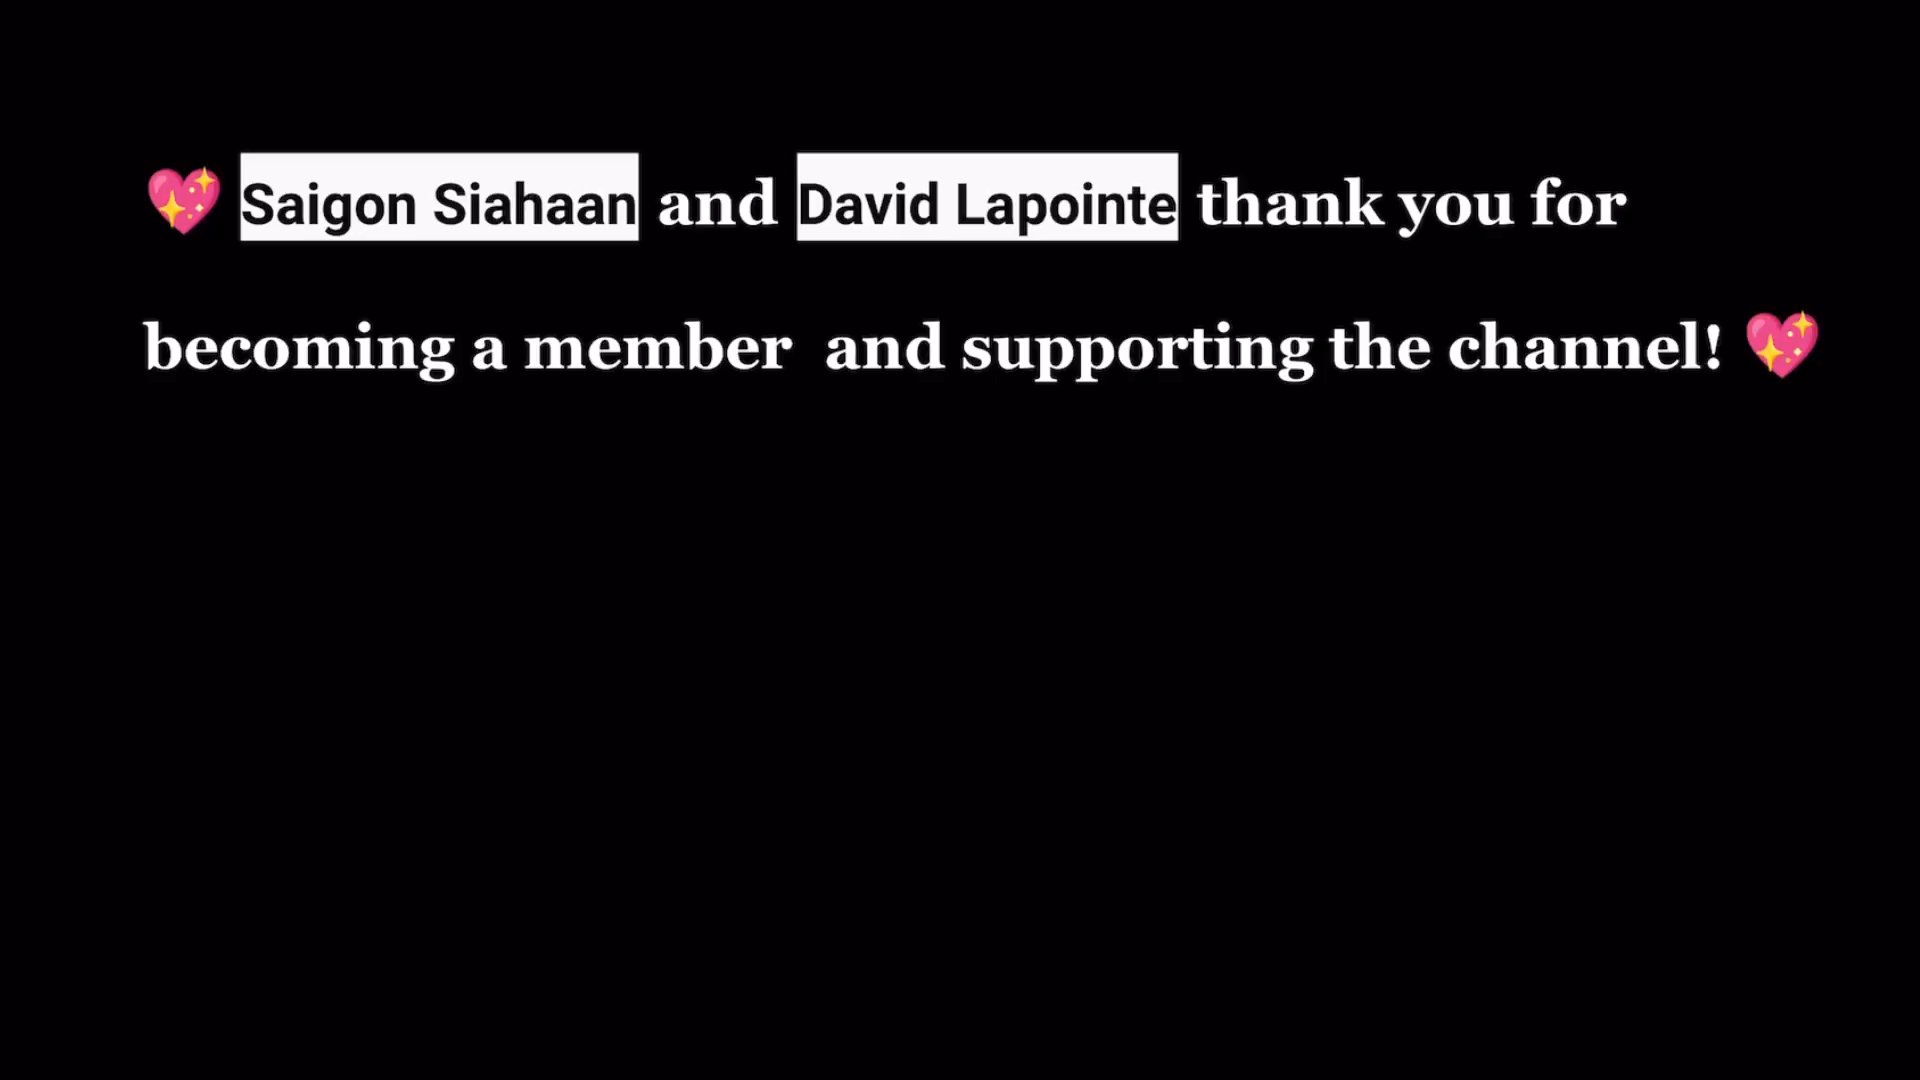 💖 Saigon Siahaan and David Lapointe thank you for
becoming a member  and supporting the channel! 💖